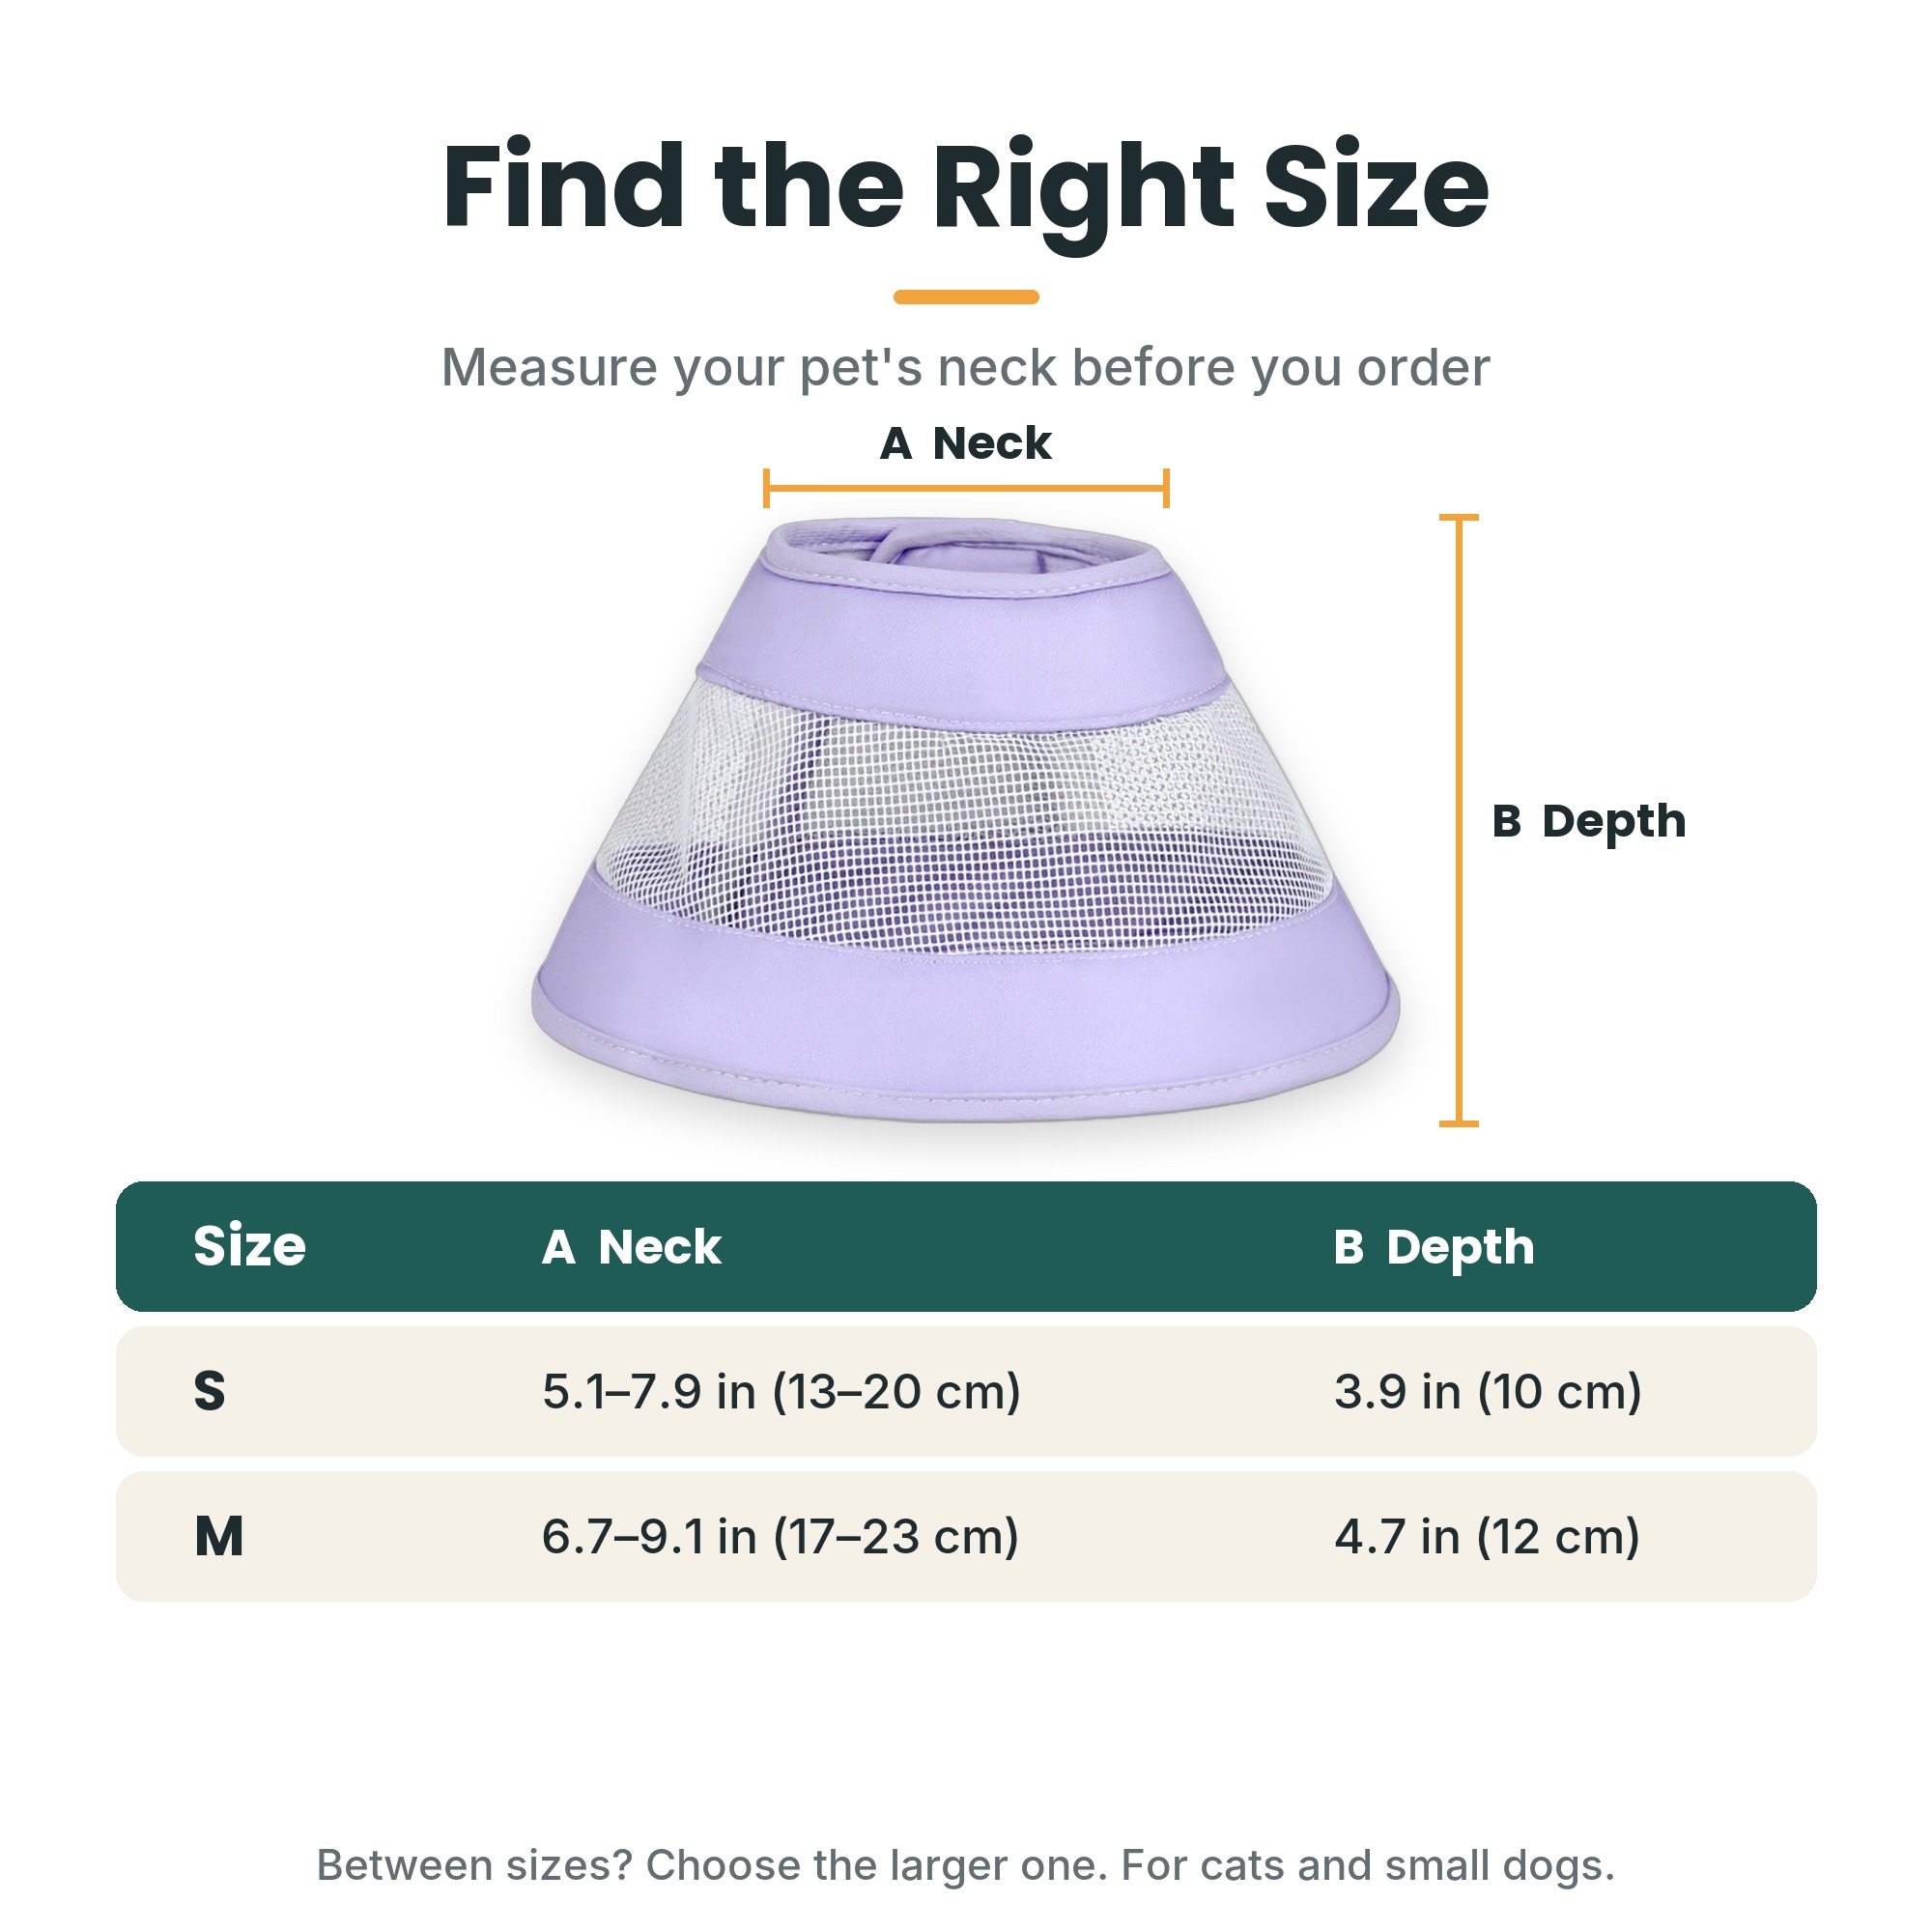 Find the Right Size
Measure your pet's neck before you order
A Neck
B Depth
Size A Neck B Depth
S 5.1–7.9 in (13–20 cm) 3.9 in (10 cm)
M 6.7–9.1 in (17–23 cm) 4.7 in (12 cm)
Between sizes? Choose the larger one. For cats and small dogs.